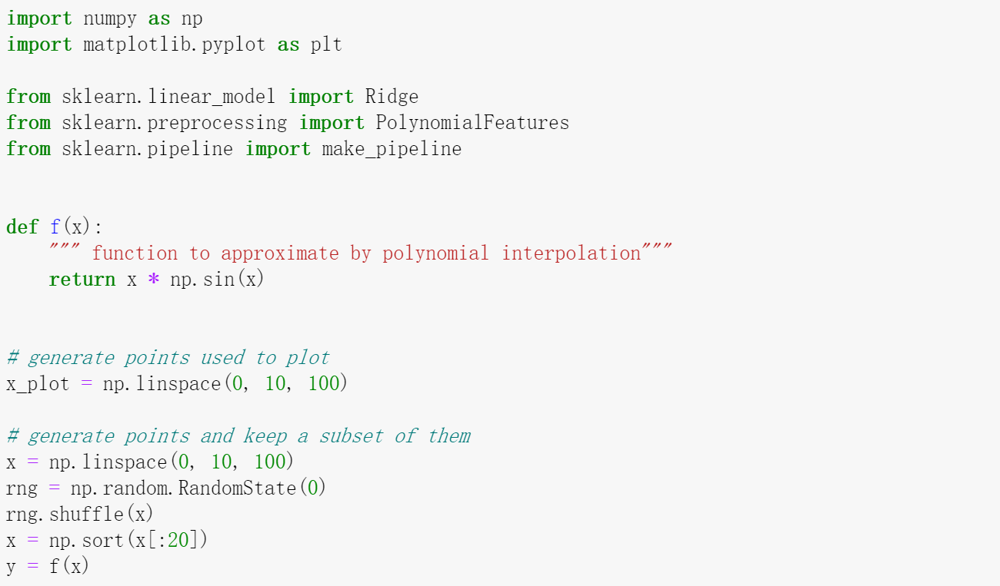 import numpy as np
import matplotlib.pyplot as plt
from sklearn.linear_model import Ridge
from sklearn.preprocessing import PolynomialFeatures
from sklearn.pipeline import make_pipeline
def f(x):
    """ function to approximate by polynomial interpolation"""
    return x * np.sin(x)
# generate points used to plot
x_plot = np.linspace(0, 10, 100)
# generate points and keep a subset of them
x = np.linspace(0, 10, 100)
rng = np.random.RandomState(0)
rng.shuffle(x)
x = np.sort(x[:20])
y = f(x)